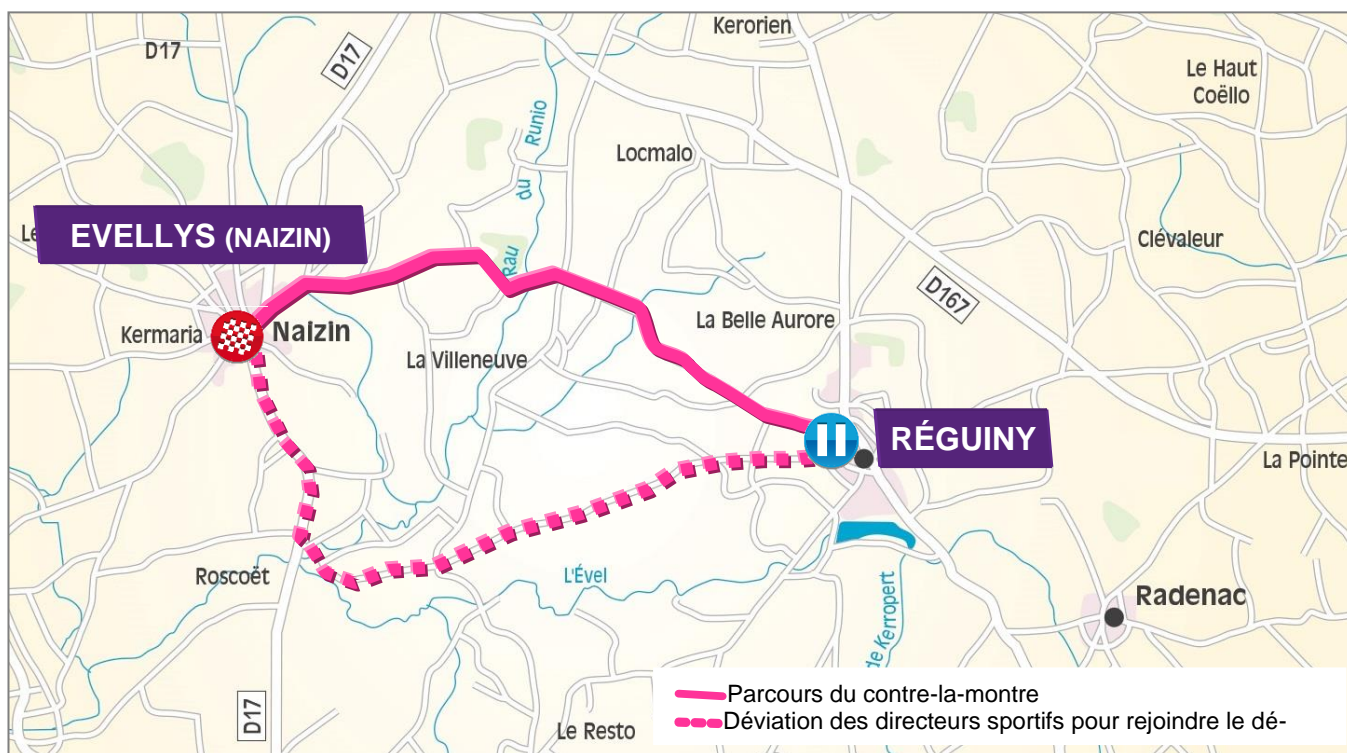 Kerorien
D17
D17
Le Haut
Coëllo
Rau du Runio
Locmalo
EVELLYS (NAIZIN)
Le
Clévaleur
D167
La Belle Aurore
Kermaria
Naizin
La Villeneuve
RÉGUINY
La Pointe
Roscoët
L'Ével
de Kerropert
Radenac
D17
Le Resto
Parcours du contre-la-montre
Déviation des directeurs sportifs pour rejoindre le dé-